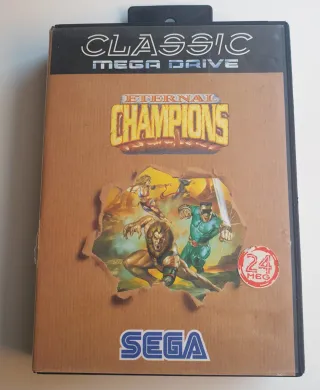 CLASSIC
MEGA DRIVE
ETERNAL
CHAMPIONS
24
MEG
SEGA